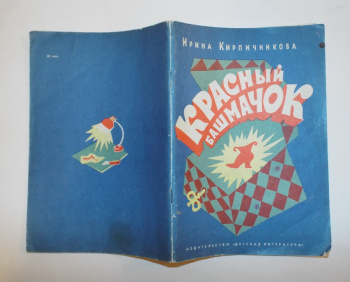 Ирина Кирпичникова
КРАСНЫЙ
БАШМАЧОК
ИЗДАТЕЛЬСТВО «ДЕТСКАЯ ЛИТЕРАТУРА»